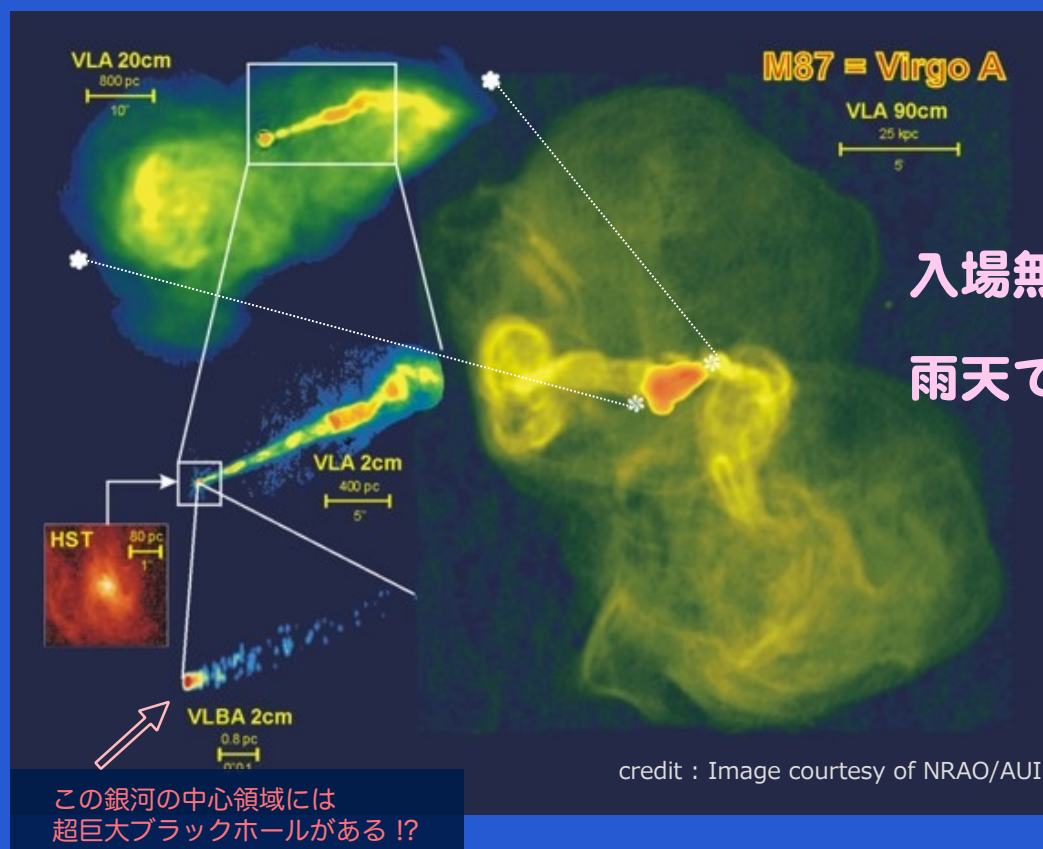 VLA 20cm
800 pc
10"
M87 = Virgo A
VLA 90cm
25 kpc
5'
入場無
雨天で
VLA 2cm
400 pc
5"
HST
80 pc
1"
VLBA 2cm
0.8 pc
credit : Image courtesy of NRAO/AUI
この銀河の中心領域には
超巨大ブラックホールがある !?